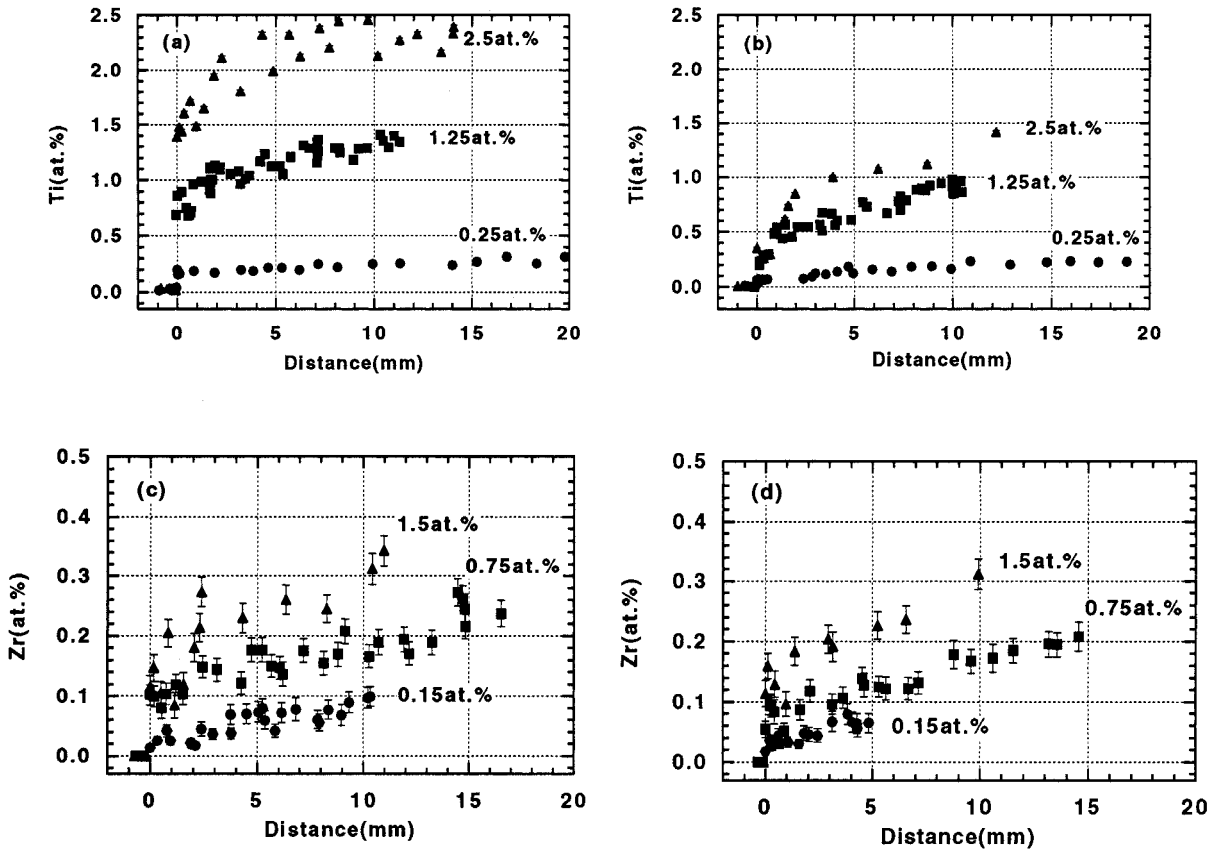 2.5
(a)
2.5at.%
2.0
1.5
1.25at.%
1.0
0.5
0.25at.%
0.0
Ti(at.%)
0 5 10 15 20
Distance(mm)
2.5
(b)
2.0
1.5
2.5at.%
1.0
1.25at.%
0.5
0.25at.%
0.0
Ti(at.%)
0 5 10 15 20
Distance(mm)
0.5
(c)
0.4
1.5at.%
0.3
0.75at.%
0.2
0.1
0.15at.%
0.0
Zr(at.%)
0 5 10 15 20
Distance(mm)
0.5
(d)
0.4
1.5at.%
0.3
0.75at.%
0.2
0.1
0.15at.%
0.0
Zr(at.%)
0 5 10 15 20
Distance(mm)